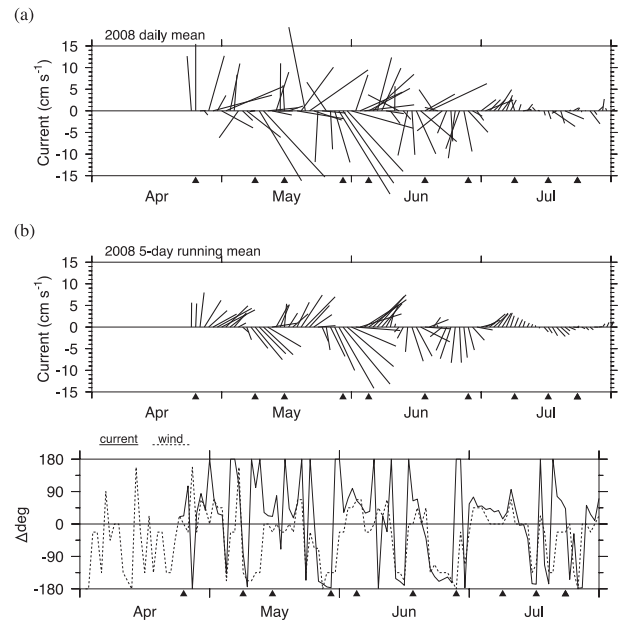 (a)
2008 daily mean
15
10
5
0
-5
-10
-15
Current (cm s⁻¹)
Apr May Jun Jul
(b)
2008 5-day running mean
15
10
5
0
-5
-10
-15
Current (cm s⁻¹)
Apr May Jun Jul
current wind
180
90
0
-90
-180
Δdeg
Apr May Jun Jul